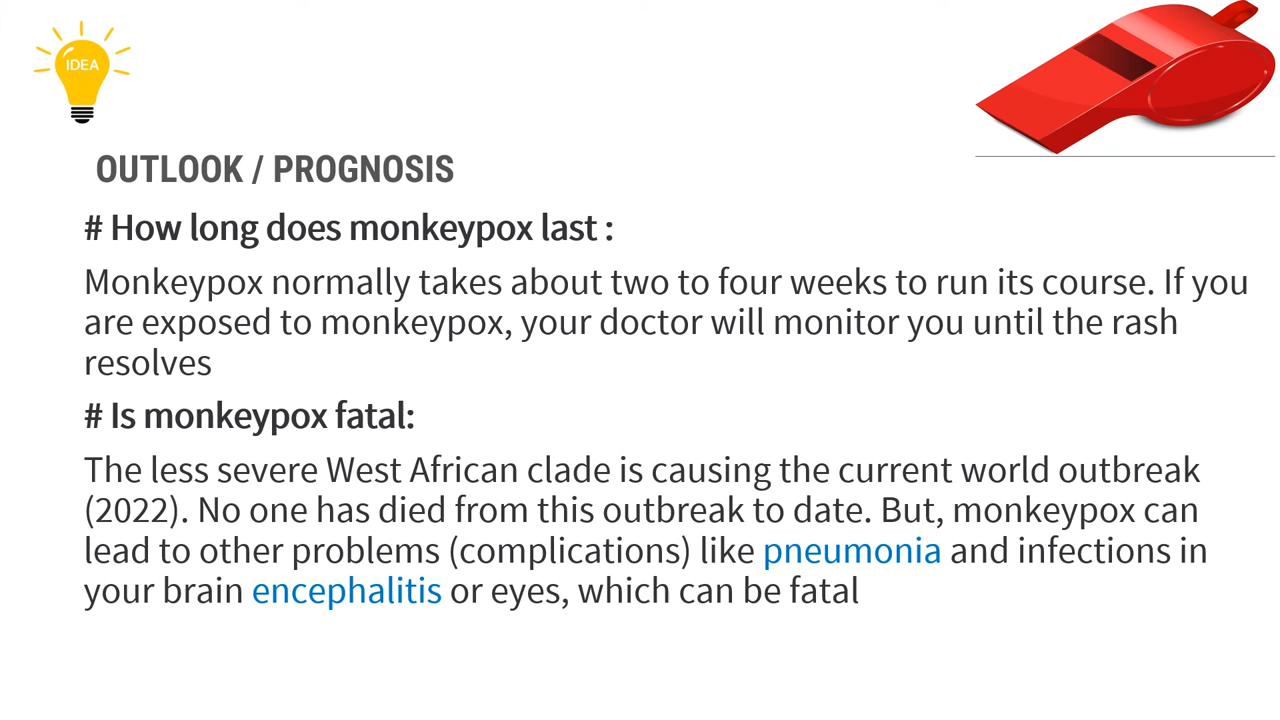 IDEA
OUTLOOK / PROGNOSIS
# How long does monkeypox last :
Monkeypox normally takes about two to four weeks to run its course. If you
are exposed to monkeypox, your doctor will monitor you until the rash
resolves
# Is monkeypox fatal:
The less severe West African clade is causing the current world outbreak
(2022). No one has died from this outbreak to date. But, monkeypox can
lead to other problems (complications) like pneumonia and infections in
your brain encephalitis or eyes, which can be fatal